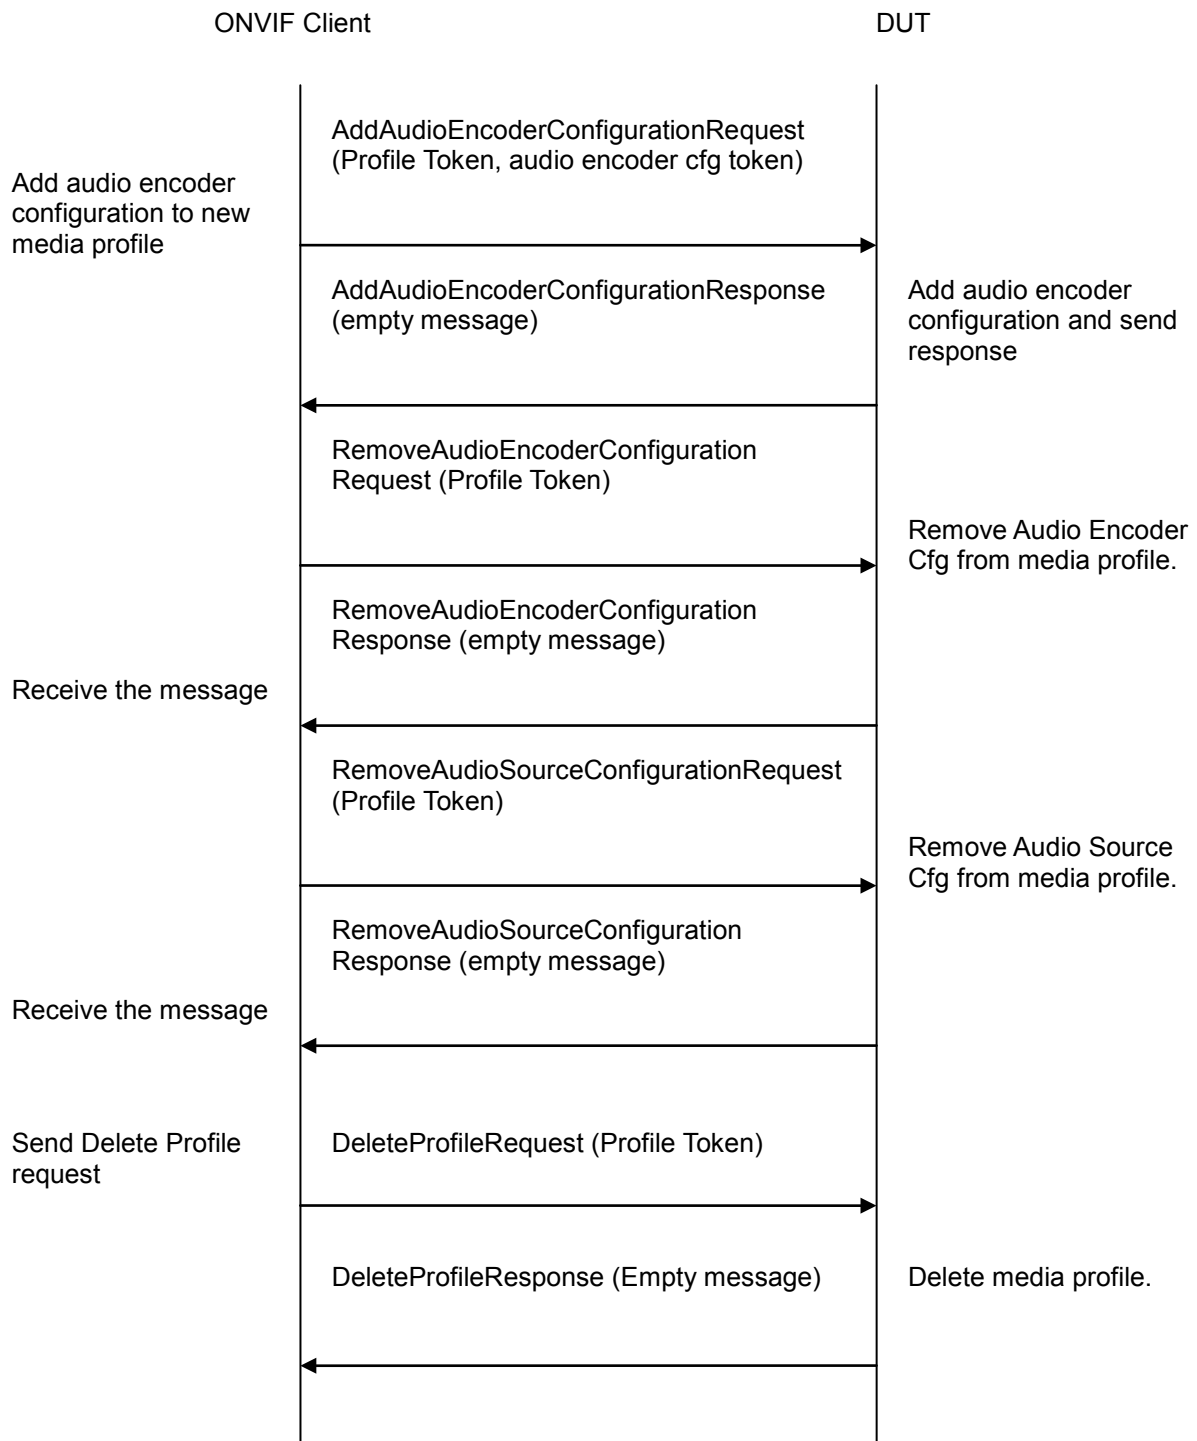 ONVIF Client
DUT
AddAudioEncoderConfigurationRequest
(Profile Token, audio encoder cfg token)
Add audio encoder
configuration to new
media profile
AddAudioEncoderConfigurationResponse
(empty message)
Add audio encoder
configuration and send
response
RemoveAudioEncoderConfiguration
Request (Profile Token)
Remove Audio Encoder
Cfg from media profile.
RemoveAudioEncoderConfiguration
Response (empty message)
Receive the message
RemoveAudioSourceConfigurationRequest
(Profile Token)
Remove Audio Source
Cfg from media profile.
RemoveAudioSourceConfiguration
Response (empty message)
Receive the message
Send Delete Profile
request
DeleteProfileRequest (Profile Token)
DeleteProfileResponse (Empty message)
Delete media profile.